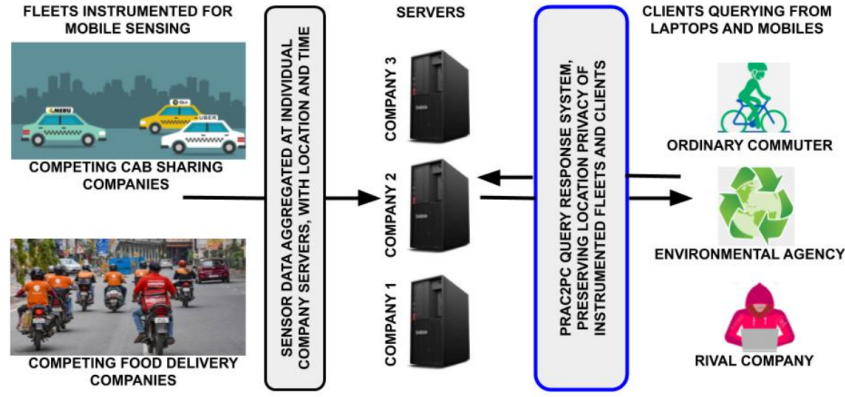 FLEETS INSTRUMENTED FOR
MOBILE SENSING
MERU
OLA
UBER
COMPETING CAB SHARING
COMPANIES
COMPETING FOOD DELIVERY
COMPANIES
SENSOR DATA AGGREGATED AT INDIVIDUAL
COMPANY SERVERS, WITH LOCATION AND TIME
SERVERS
COMPANY 3
COMPANY 2
COMPANY 1
PRAC2PC QUERY RESPONSE SYSTEM,
PRESERVING LOCATION PRIVACY OF
INSTRUMENTED FLEETS AND CLIENTS
CLIENTS QUERYING FROM
LAPTOPS AND MOBILES
ORDINARY COMMUTER
ENVIRONMENTAL AGENCY
RIVAL COMPANY